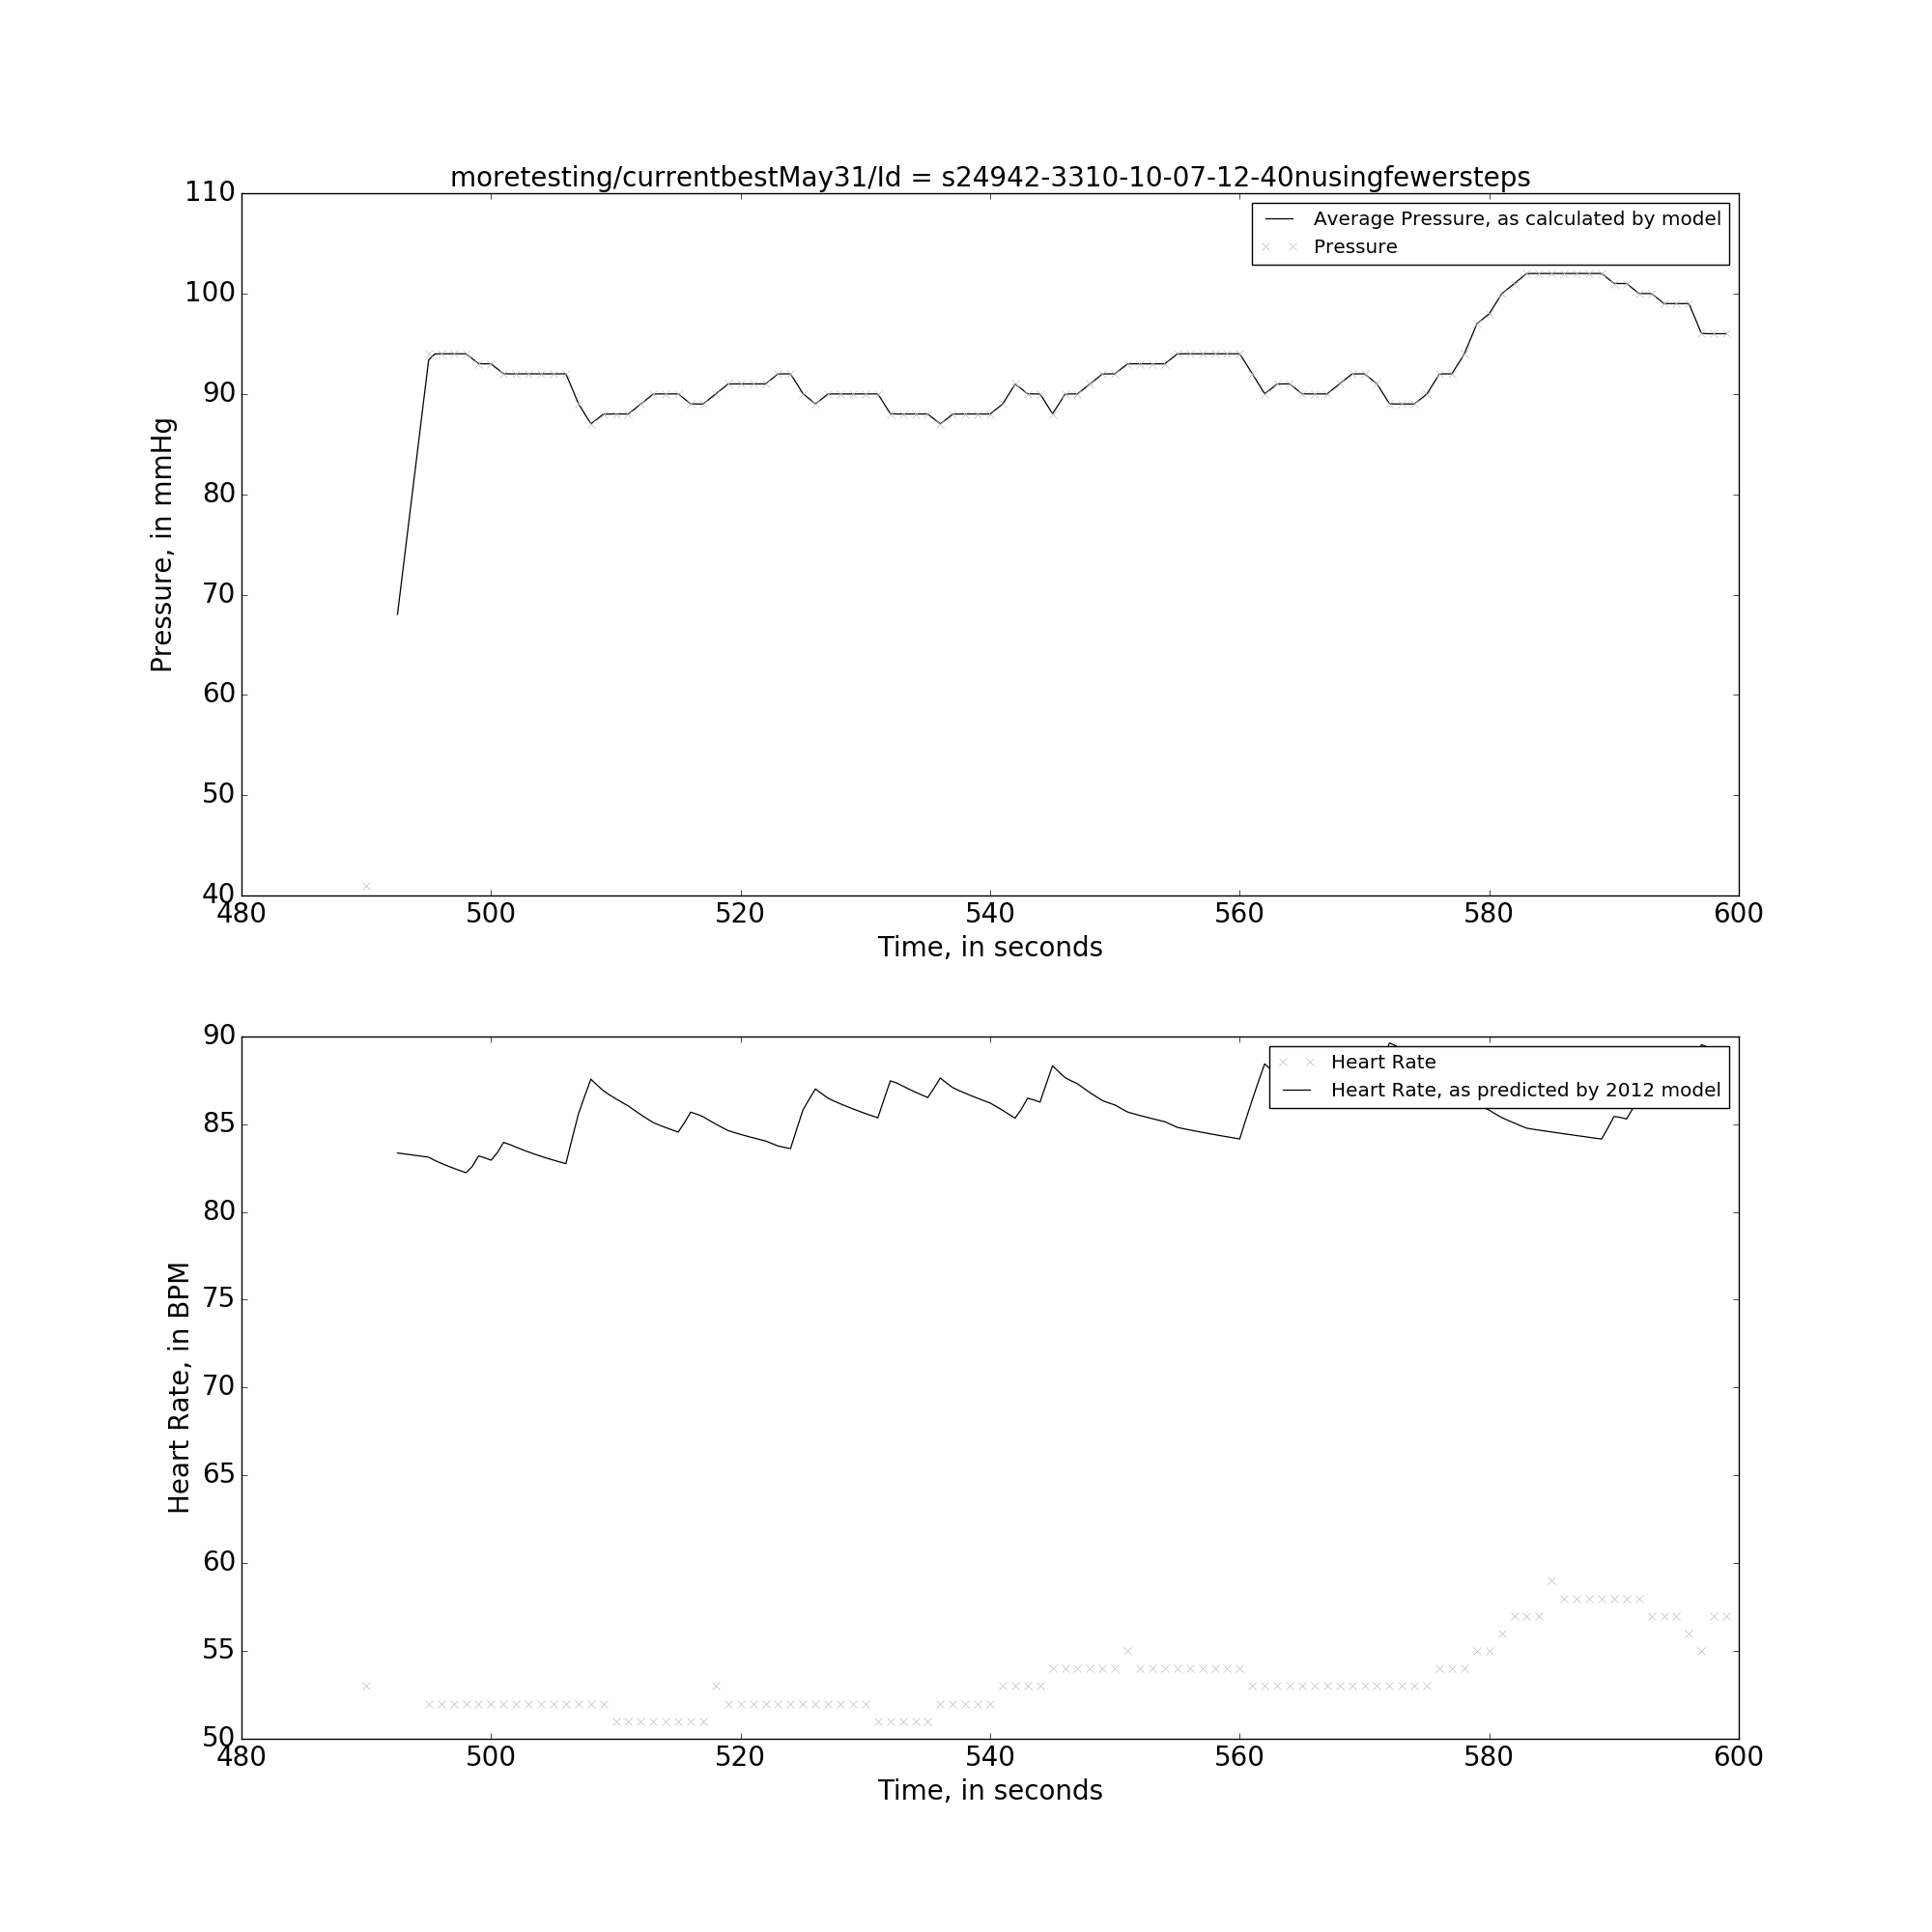 moretesting/currentbestMay31/Id = s24942-3310-10-07-12-40nusingfewersteps
110
100
90
80
70
60
50
40
Pressure, in mmHg
Average Pressure, as calculated by model
Pressure
480 500 520 540 560 580 600
Time, in seconds
90
85
80
75
70
65
60
55
50
Heart Rate, in BPM
Heart Rate
Heart Rate, as predicted by 2012 model
480 500 520 540 560 580 600
Time, in seconds